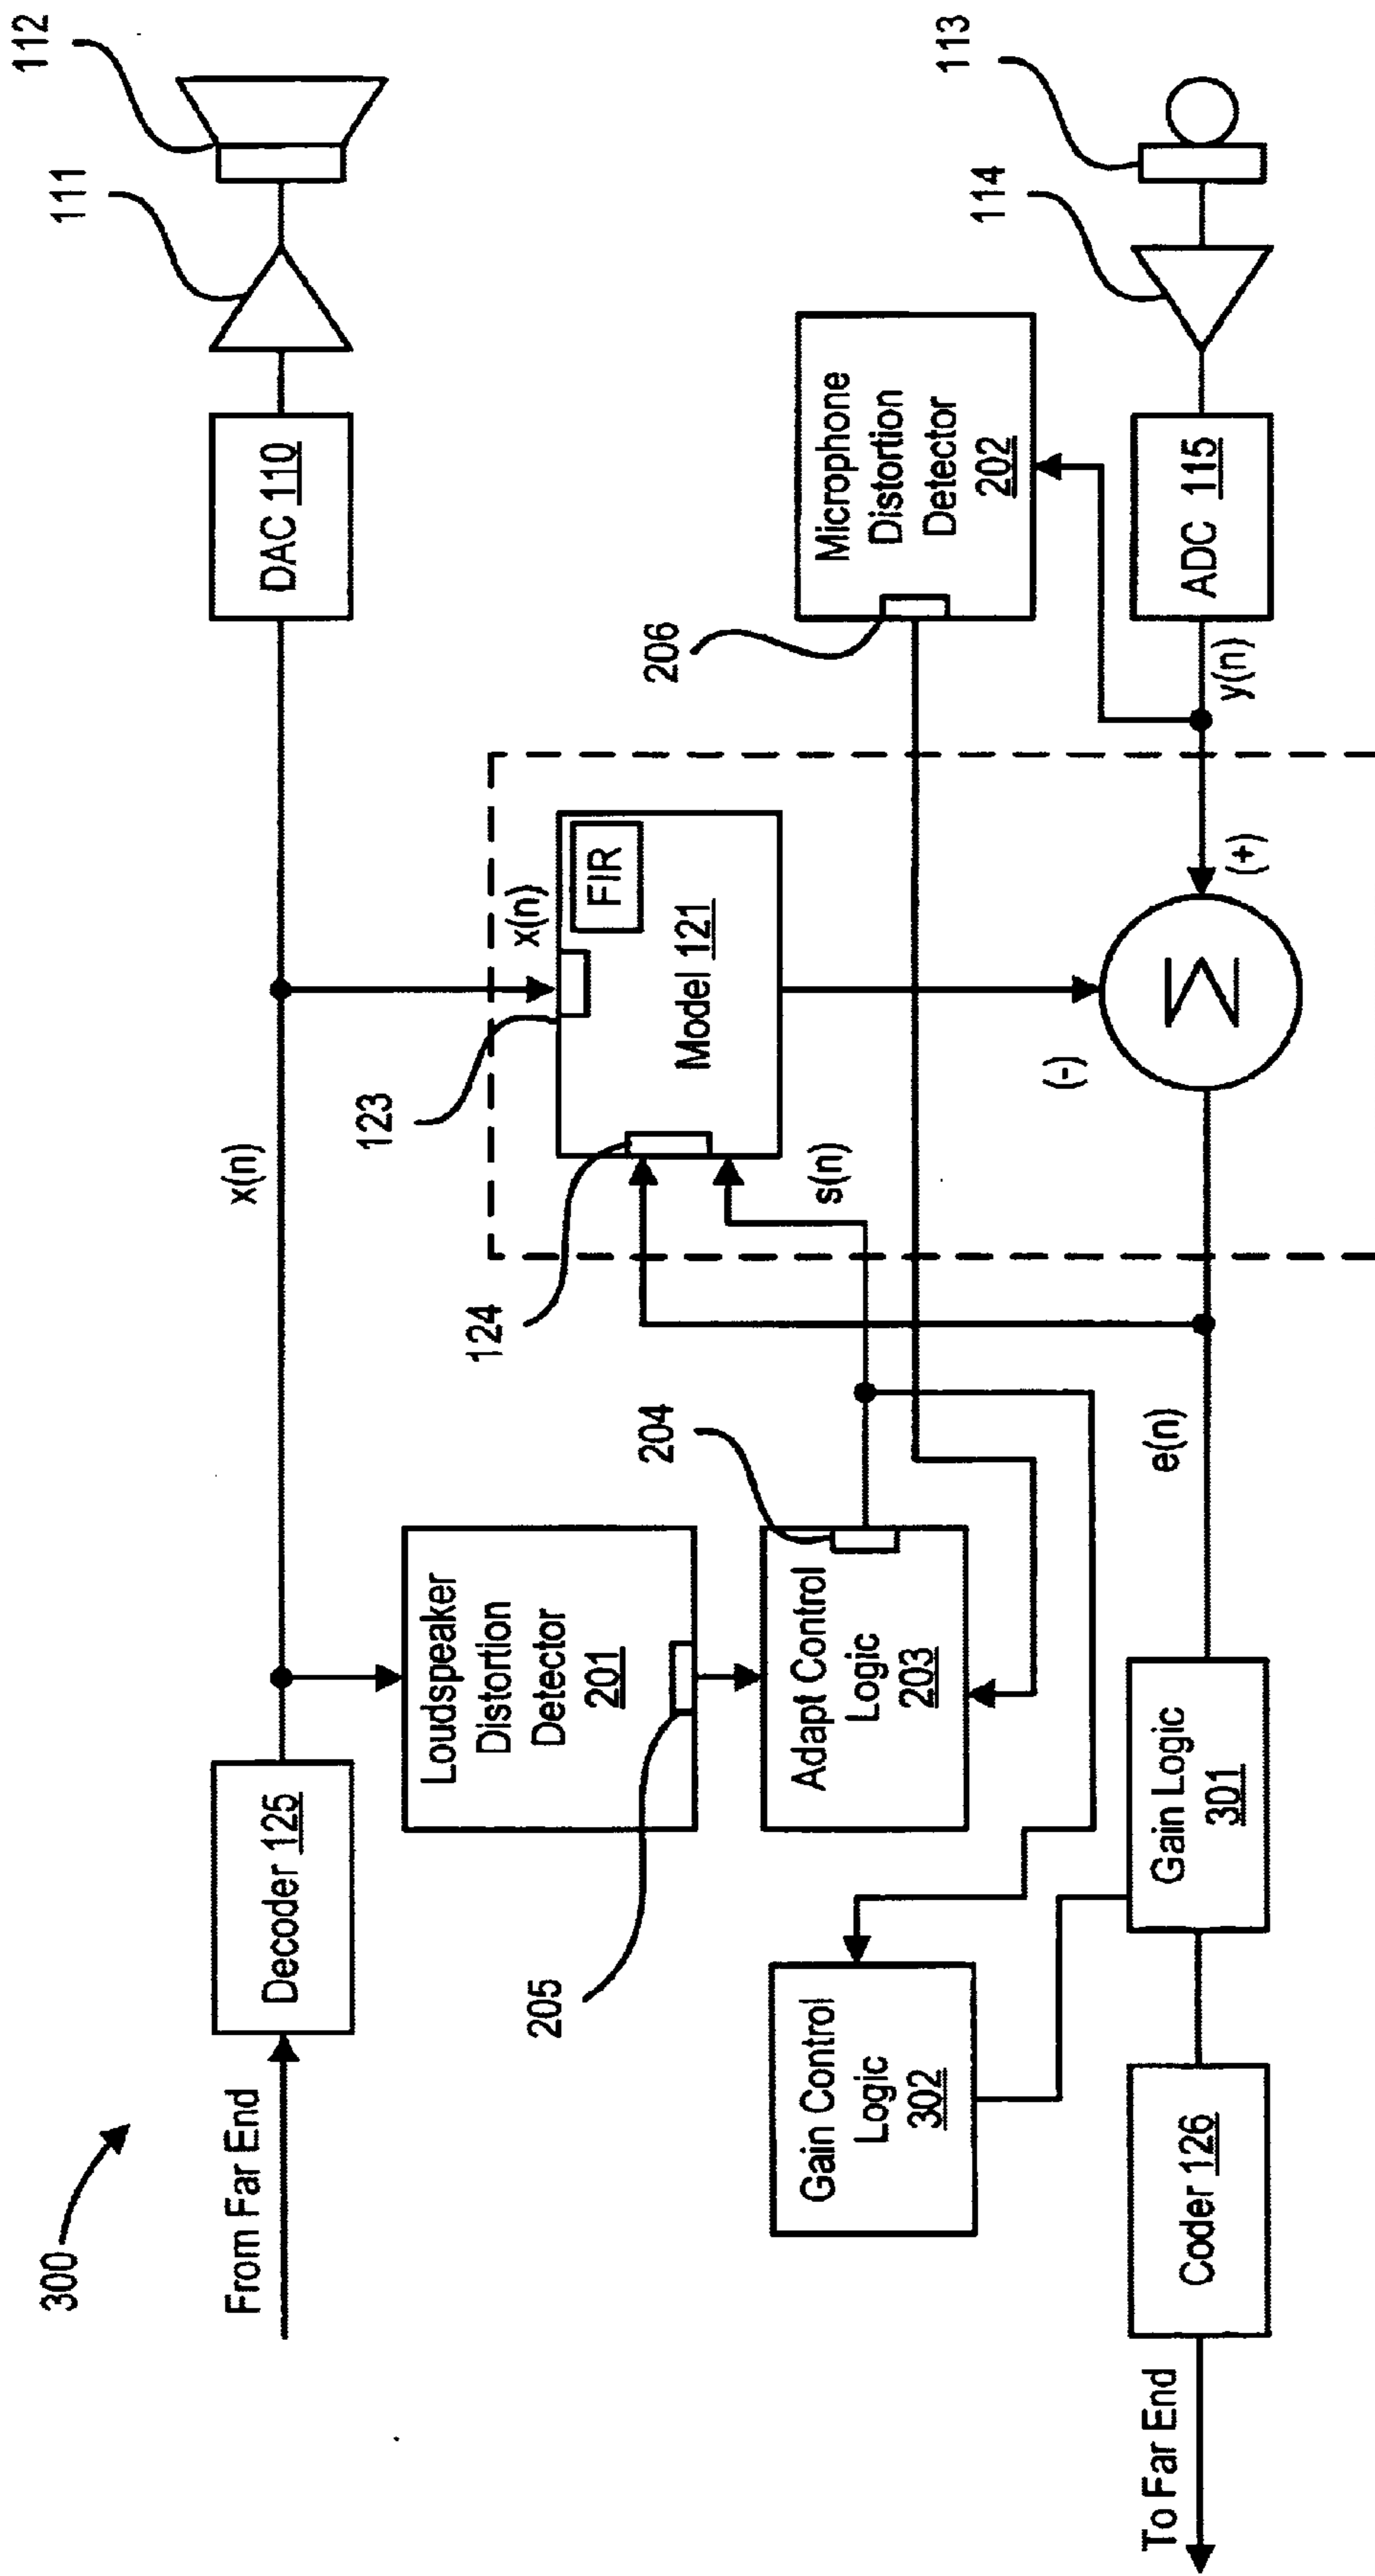 300
From Far End
Decoder 125
x(n)
DAC 110
111
112
Loudspeaker
Distortion
Detector
201
205
Adapt Control
Logic
203
204
Gain Control
Logic
302
123
124
x(n)
FIR
Model 121
s(n)
206
Microphone
Distortion
Detector
202
113
114
ADC 115
y(n)
(+)
(-)
Σ
e(n)
Gain Logic
301
Coder 126
To Far End